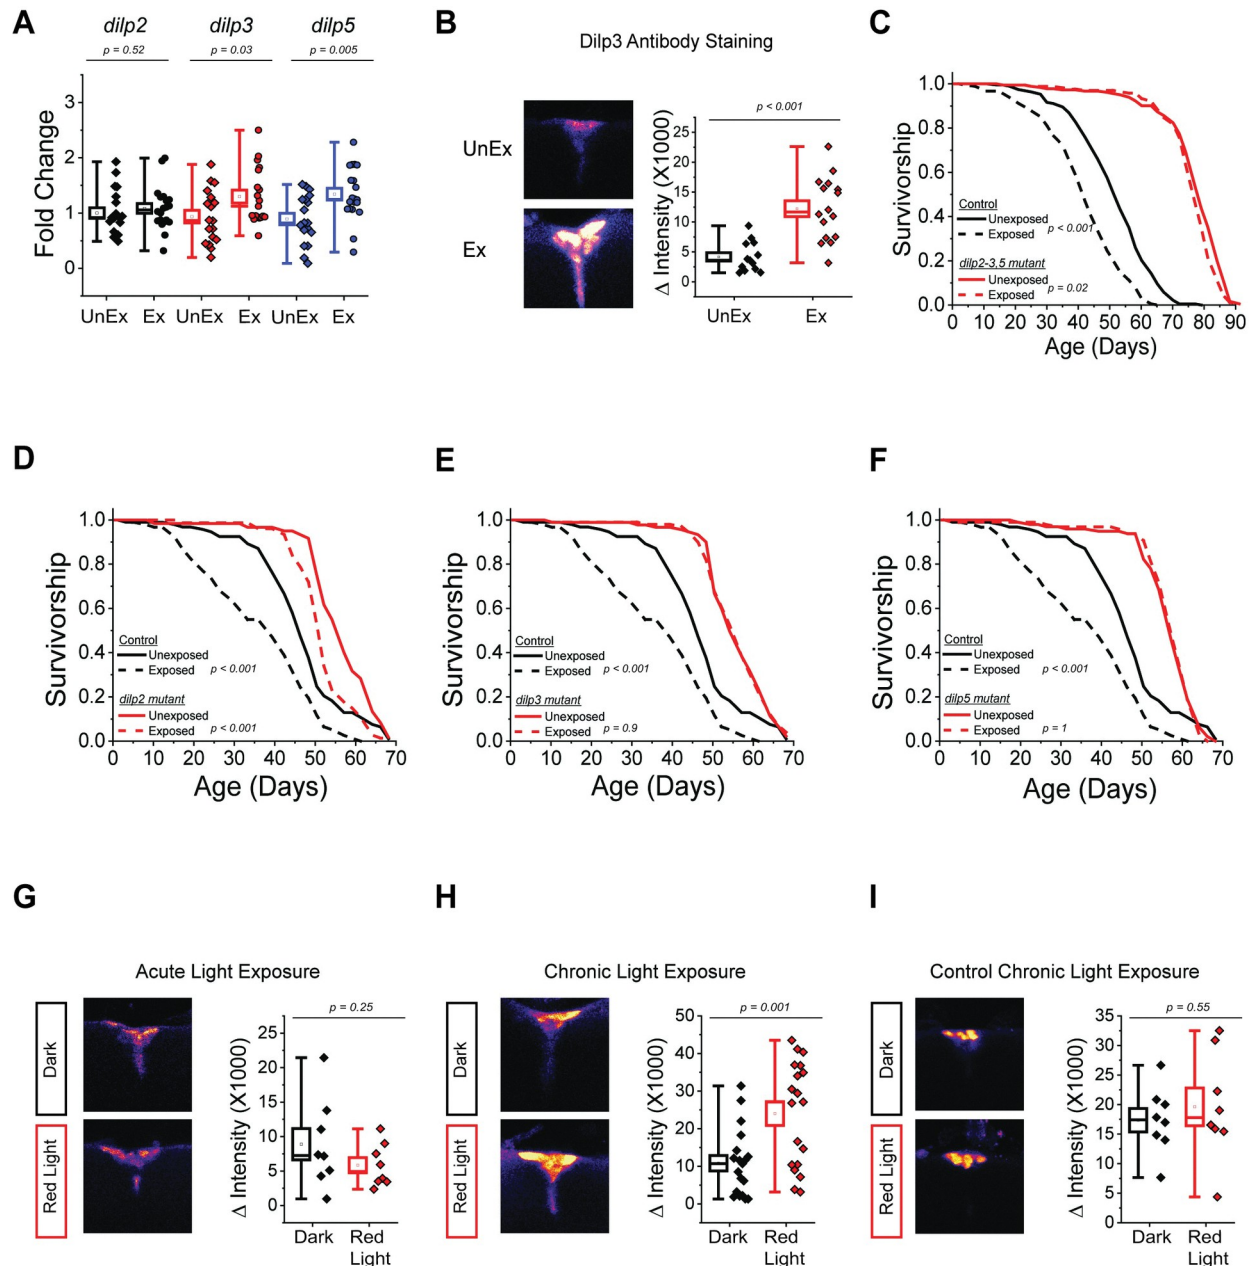 A
dilp2 dilp3 dilp5
p = 0.52 p = 0.03 p = 0.005
Fold Change
3
2
1
0
UnEx Ex UnEx Ex UnEx Ex
B
Dilp3 Antibody Staining
UnEx
Ex
p < 0.001
Δ Intensity (X1000)
25
20
15
10
5
0
UnEx Ex
C
Survivorship
1.0
0.8
0.6
0.4
0.2
0.0
Control
Unexposed
Exposed p < 0.001
dilp2-3,5 mutant
Unexposed
Exposed p = 0.02
0 10 20 30 40 50 60 70 80 90
Age (Days)
D
Survivorship
1.0
0.8
0.6
0.4
0.2
0.0
Control
Unexposed
Exposed p < 0.001
dilp2 mutant
Unexposed
Exposed p < 0.001
0 10 20 30 40 50 60 70
Age (Days)
E
Survivorship
1.0
0.8
0.6
0.4
0.2
0.0
Control
Unexposed
Exposed p < 0.001
dilp3 mutant
Unexposed
Exposed p = 0.9
0 10 20 30 40 50 60 70
Age (Days)
F
Survivorship
1.0
0.8
0.6
0.4
0.2
0.0
Control
Unexposed
Exposed p < 0.001
dilp5 mutant
Unexposed
Exposed p = 1
0 10 20 30 40 50 60 70
Age (Days)
G
Acute Light Exposure
Dark
Red Light
p = 0.25
Δ Intensity (X1000)
25
20
15
10
5
0
Dark Red
Light
H
Chronic Light Exposure
Dark
Red Light
p = 0.001
Δ Intensity (X1000)
50
40
30
20
10
0
Dark Red
Light
I
Control Chronic Light Exposure
Dark
Red Light
p = 0.55
Δ Intensity (X1000)
35
30
25
20
15
10
5
0
Dark Red
Light